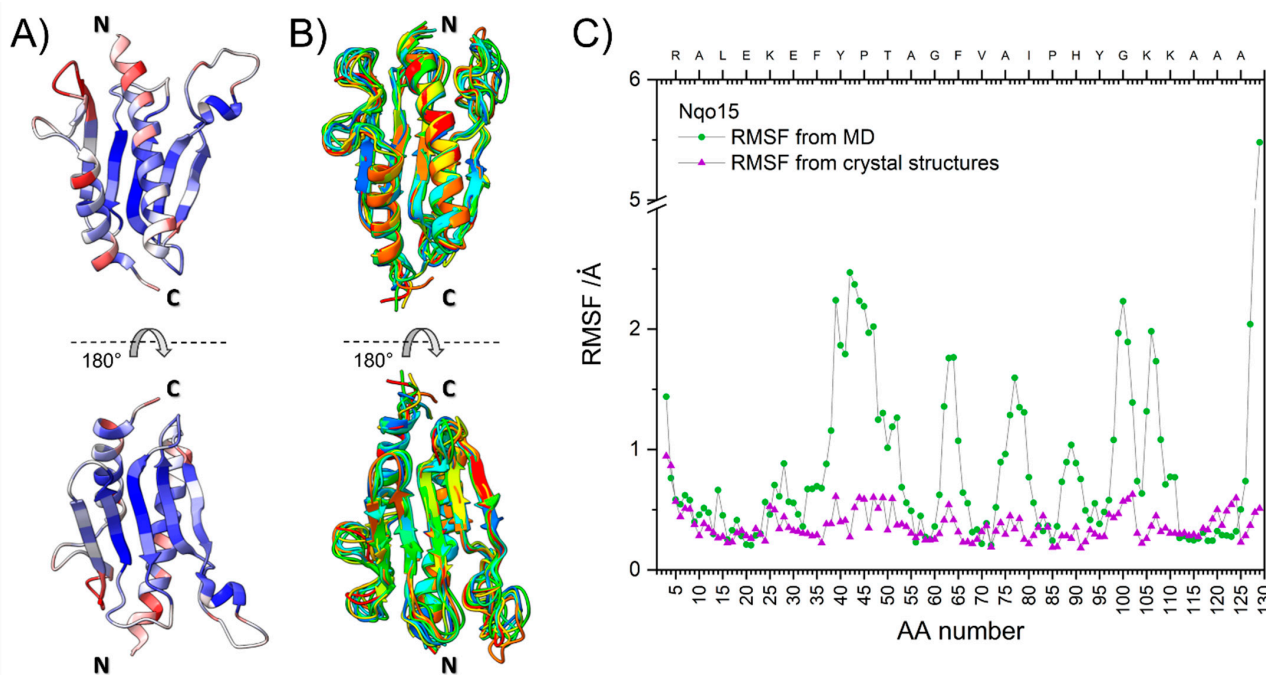 A)
N
C
180°
C
N
B)
N
C
180°
C
N
C)
R A L E K E F Y P T A G F V A I P H Y G K K A A A
Nqo15
RMSF from MD
RMSF from crystal structures
6
5
2
1
0
RMSF /Å
5 10 15 20 25 30 35 40 45 50 55 60 65 70 75 80 85 90 95 100 105 110 115 120 125 130
AA number